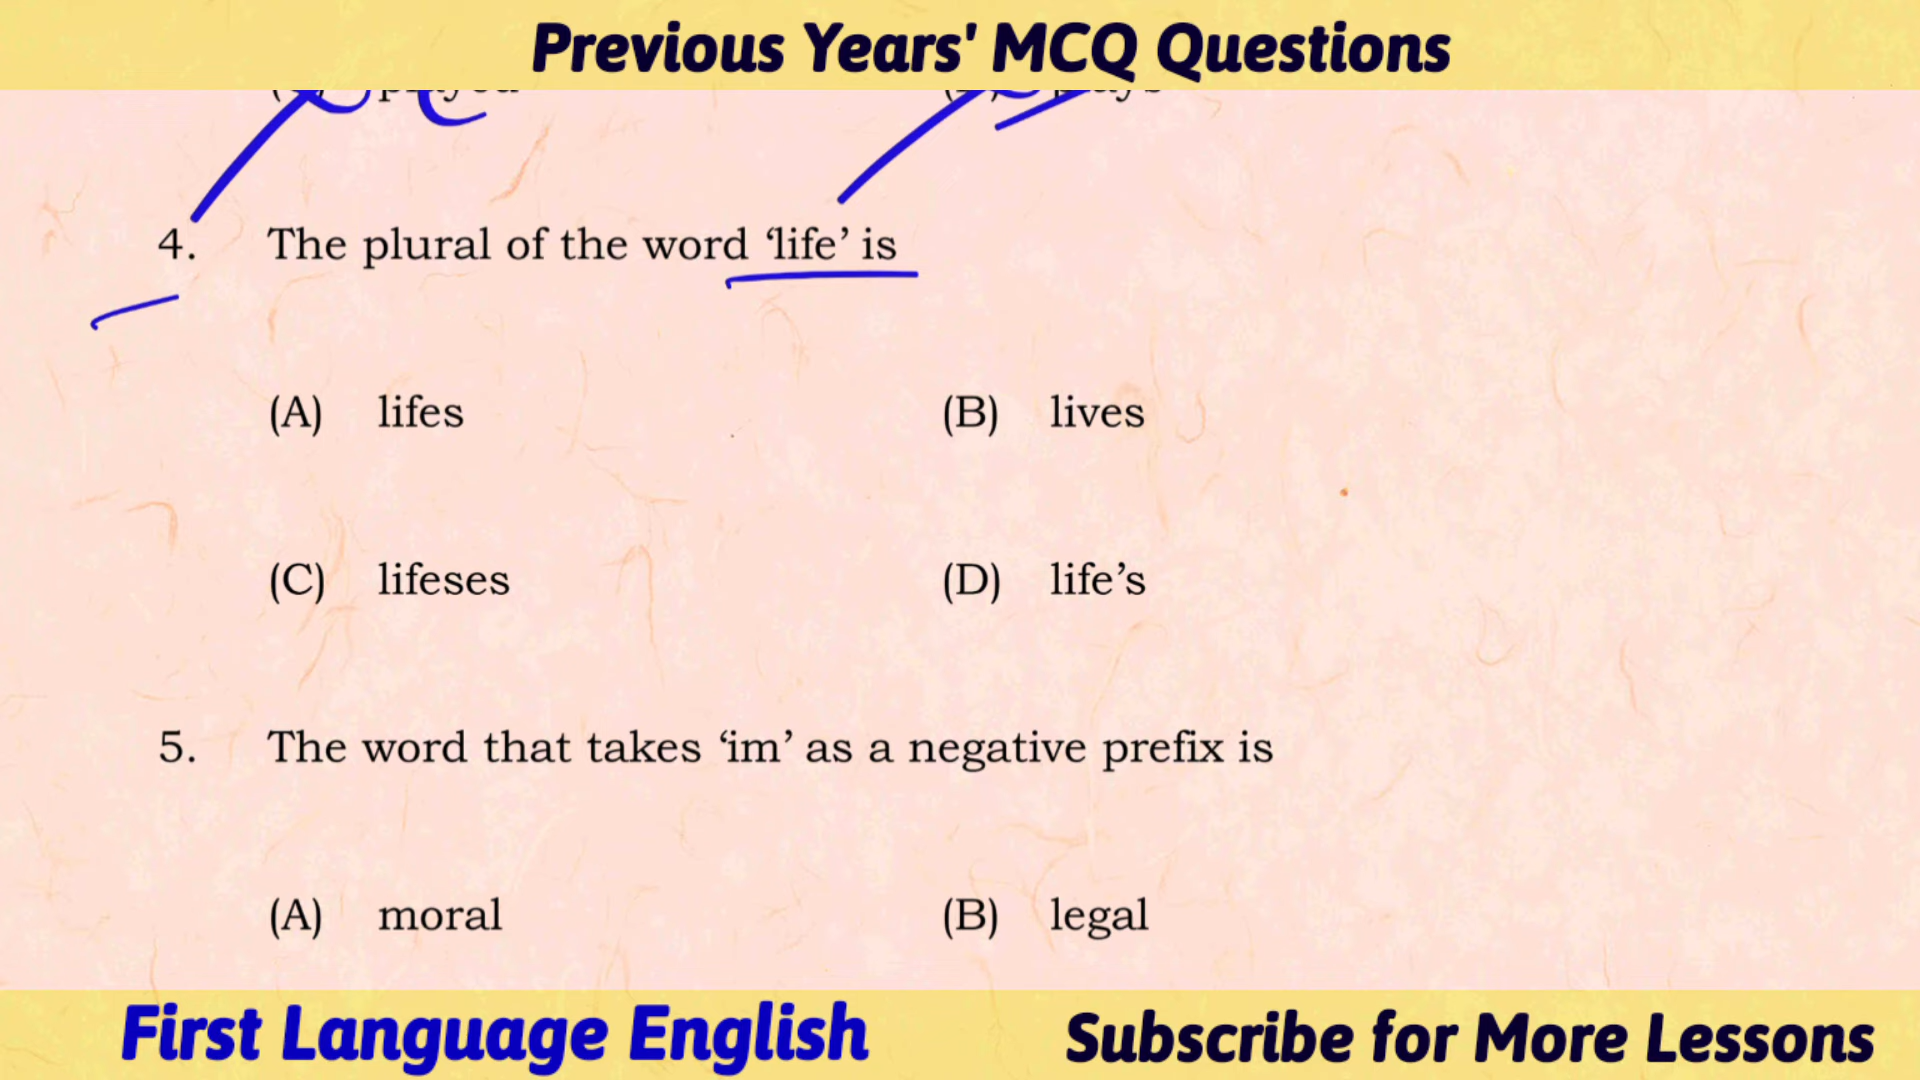 Previous Years' MCQ Questions
4. The plural of the word ‘life’ is
(A) lifes (B) lives
(C) lifeses (D) life’s
5. The word that takes ‘im’ as a negative prefix is
(A) moral (B) legal
First Language English Subscribe for More Lessons